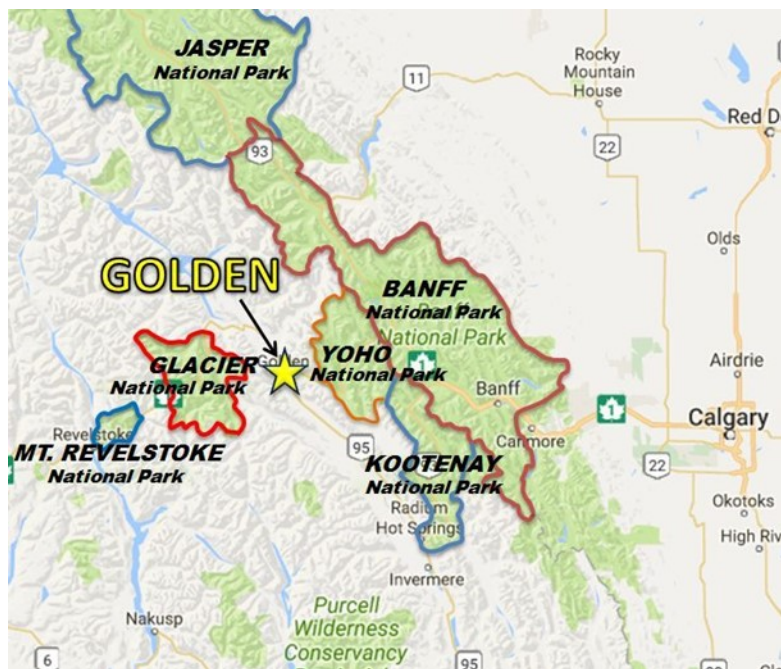 JASPER
National Park
11
Rocky
Mountain
House
Red D
93
22
Olds
GOLDEN
BANFF
National Park
National Park
Golden
YOHO
National Park
1
GLACIER
National Park
Airdrie
Banff
1
Calgary
Revelstoke
Canmore
MT. REVELSTOKE
National Park
95
KOOTENAY
National Park
22
Radium
Hot Springs
Okotoks
High Riv
Invermere
Nakusp
Purcell
Wilderness
Conservancy
6
95